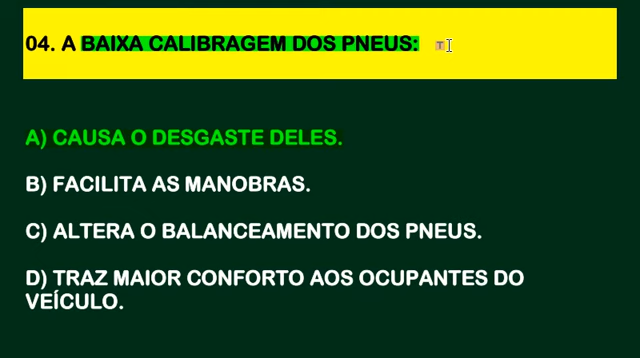 04. A BAIXA CALIBRAGEM DOS PNEUS:
A) CAUSA O DESGASTE DELES.
B) FACILITA AS MANOBRAS.
C) ALTERA O BALANCEAMENTO DOS PNEUS.
D) TRAZ MAIOR CONFORTO AOS OCUPANTES DO
VEÍCULO.